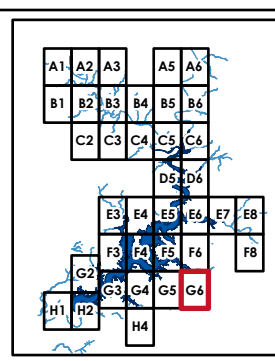 A1 A2 A3 A5 A6
B1 B2 B3 B4 B5 B6
C2 C3 C4 C5 C6
D5 D6
E3 E4 E5 E6 E7 E8
F3 F4 F5 F6 F8
G2
G3 G4 G5 G6
H1 H2
H4